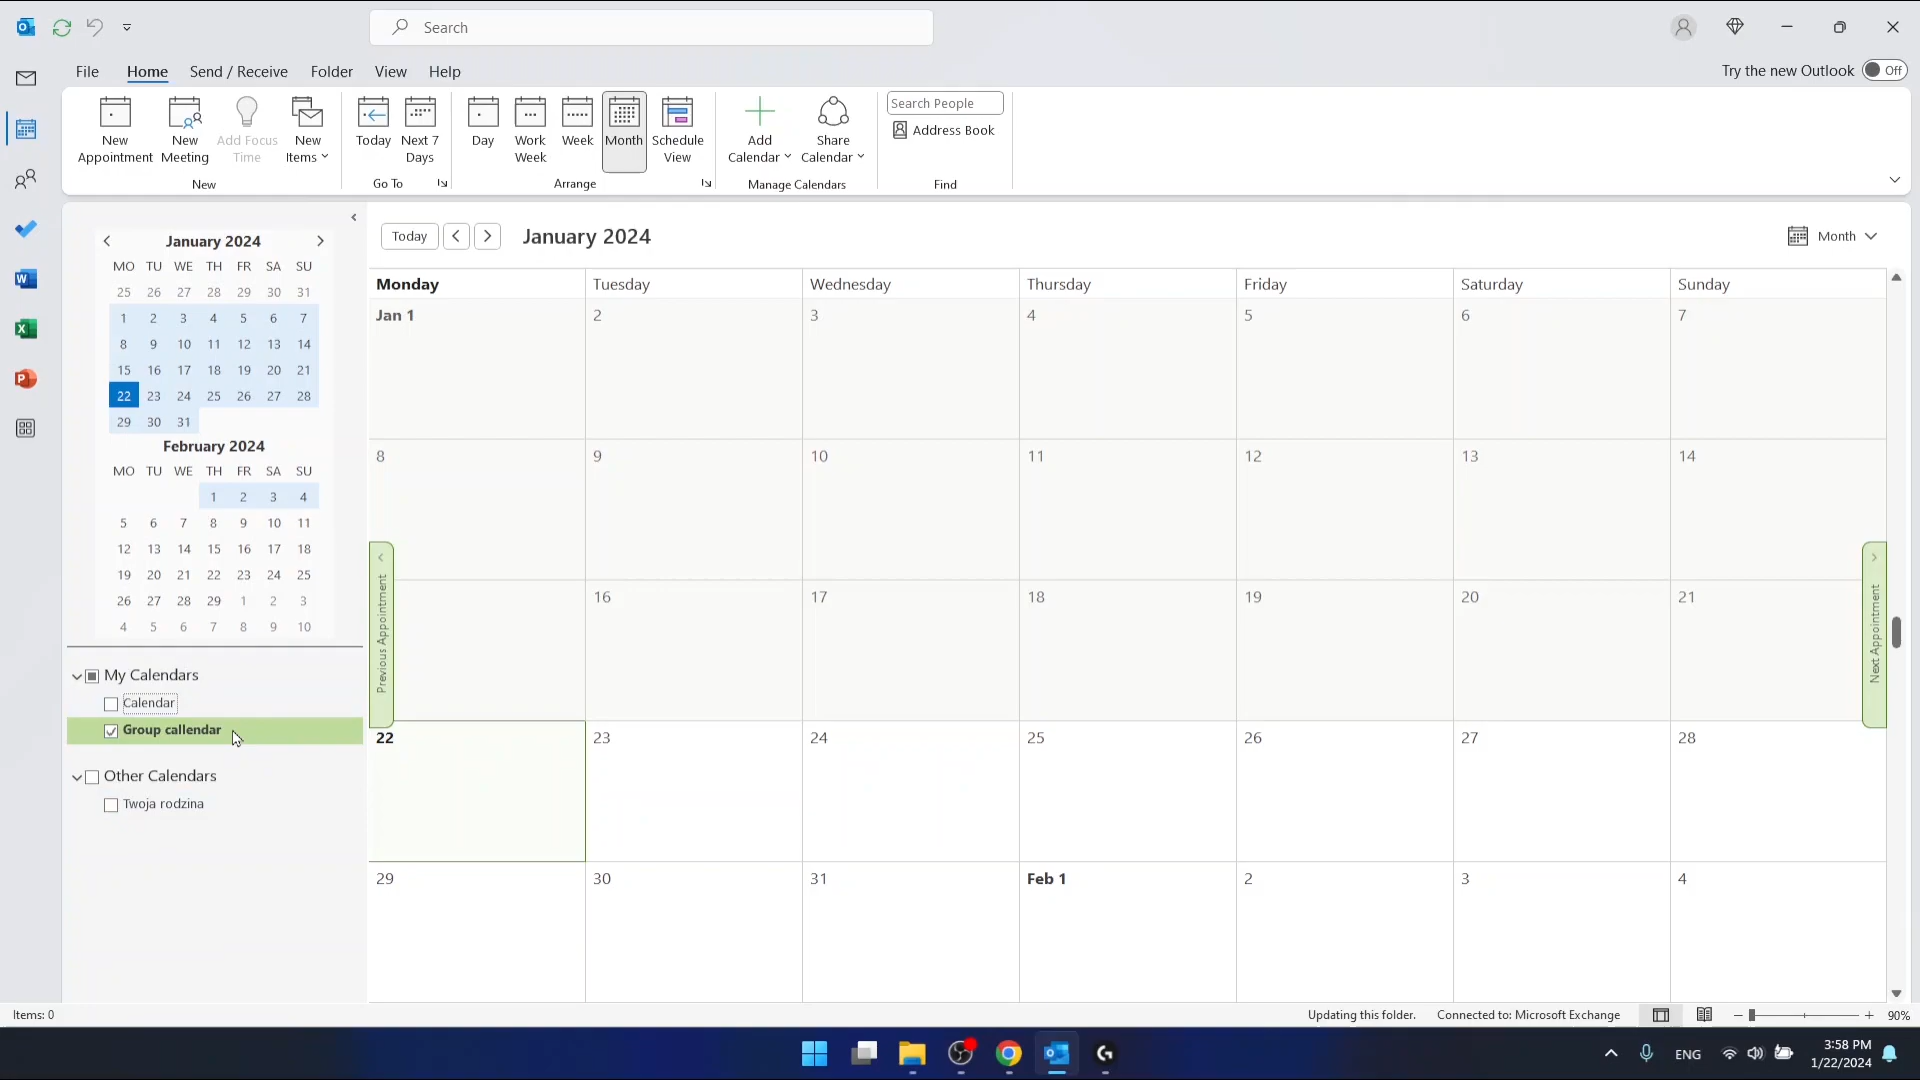 Search
File Home Send / Receive Folder View Help
Try the new Outlook Off
New Appointment
New Meeting
Add Focus Time
New Items
New
Today
Next 7 Days
Go To
Day
Work Week
Week
Month
Schedule View
Arrange
Add Calendar
Share Calendar
Manage Calendars
Search People
Address Book
Find
January 2024
MO TU WE TH FR SA SU
25 26 27 28 29 30 31
1 2 3 4 5 6 7
8 9 10 11 12 13 14
15 16 17 18 19 20 21
22 23 24 25 26 27 28
29 30 31
February 2024
MO TU WE TH FR SA SU
1 2 3 4
5 6 7 8 9 10 11
12 13 14 15 16 17 18
19 20 21 22 23 24 25
26 27 28 29 1 2 3
4 5 6 7 8 9 10
My Calendars
Calendar
Group callendar
Other Calendars
Twoja rodzina
Today January 2024 Month
Monday Tuesday Wednesday Thursday Friday Saturday Sunday
Jan 1 2 3 4 5 6 7
8 9 10 11 12 13 14
16 17 18 19 20 21
Previous Appointment
Next Appointment
22 23 24 25 26 27 28
29 30 31 Feb 1 2 3 4
Items: 0 Updating this folder. Connected to: Microsoft Exchange 90%
ENG 3:58 PM
1/22/2024